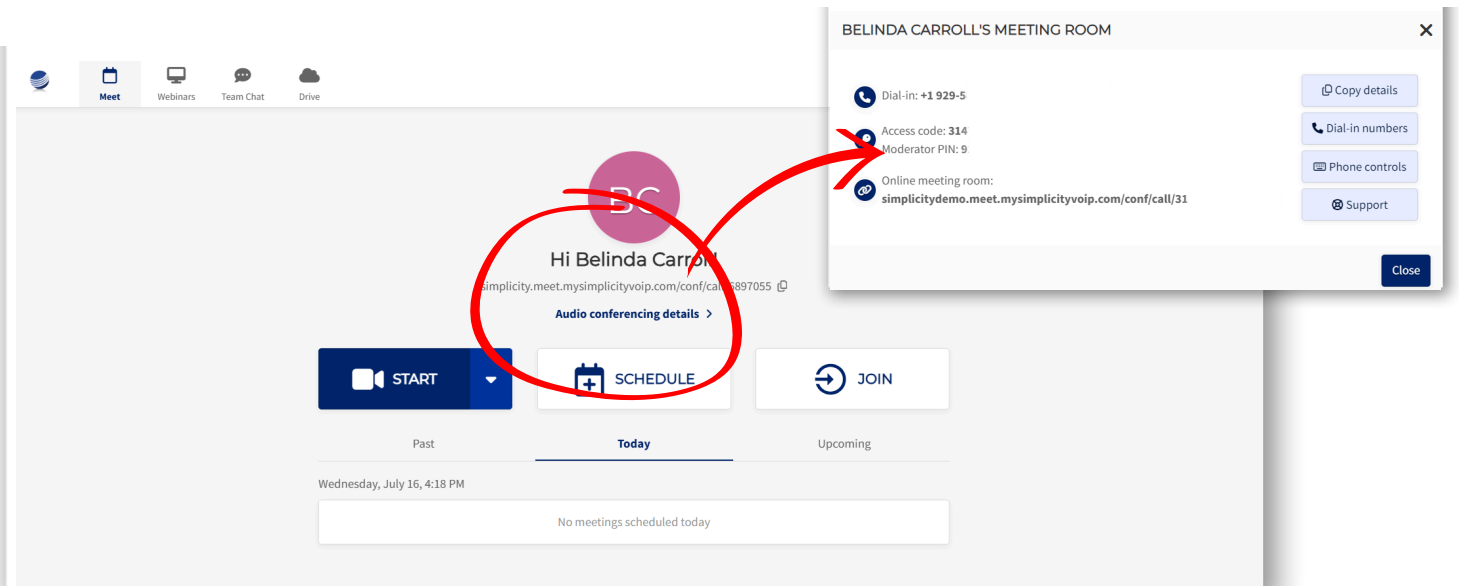 BELINDA CARROLL'S MEETING ROOM
Dial-in: +1 929-5
Copy details
Access code: 314
Moderator PIN: 9
Dial-in numbers
Phone controls
Online meeting room:
simplicitydemo.meet.mysimplicityvoip.com/conf/call/31
Support
Close
Meet
Webinars
Team Chat
Drive
BC
Hi Belinda Carroll
simplicity.meet.mysimplicityvoip.com/conf/call/6897055
Audio conferencing details >
START
SCHEDULE
JOIN
Past
Today
Upcoming
Wednesday, July 16, 4:18 PM
No meetings scheduled today